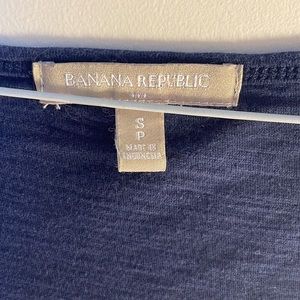 BANANA REPUBLIC
S
P
MADE IN
INDONESIA